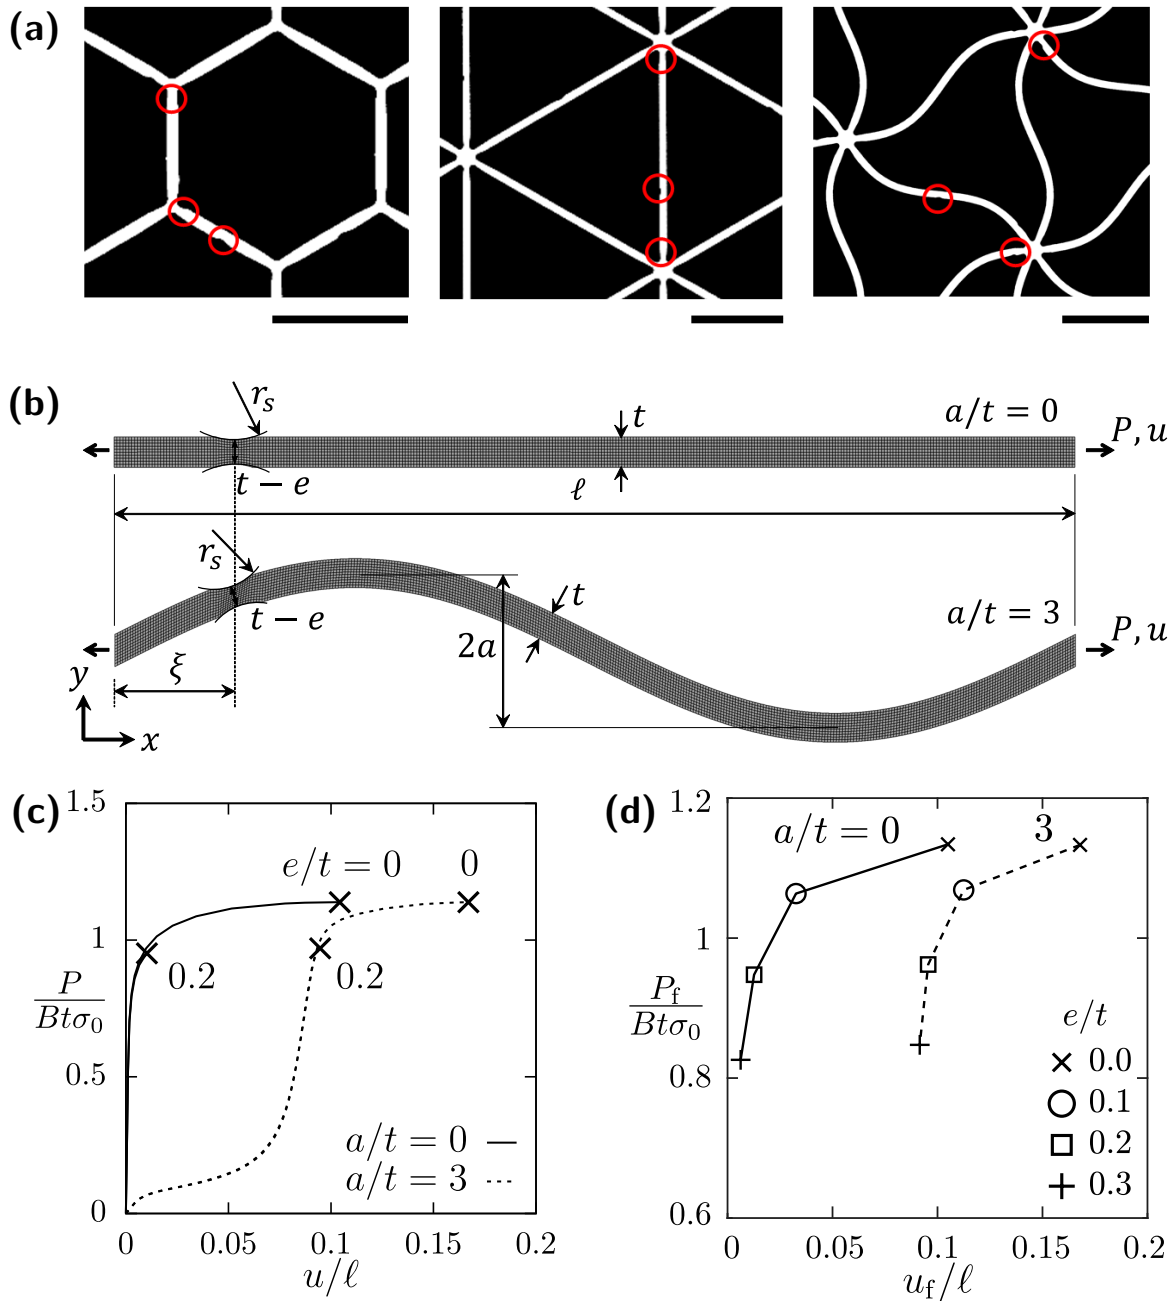 (a)
(b)
r_s
t
a/t = 0
P, u
t − e
ℓ
r_s
t − e
t
2a
a/t = 3
P, u
ξ
y
x
(c)
1.5
1
0.5
0
P/Btσ₀
e/t = 0
0
0.2
0.2
a/t = 0
a/t = 3
0
0.05
0.1
0.15
0.2
u/ℓ
(d)
1.2
1
0.8
0.6
P_f/Btσ₀
a/t = 0
3
e/t
0.0
0.1
0.2
0.3
0
0.05
0.1
0.15
0.2
u_f/ℓ